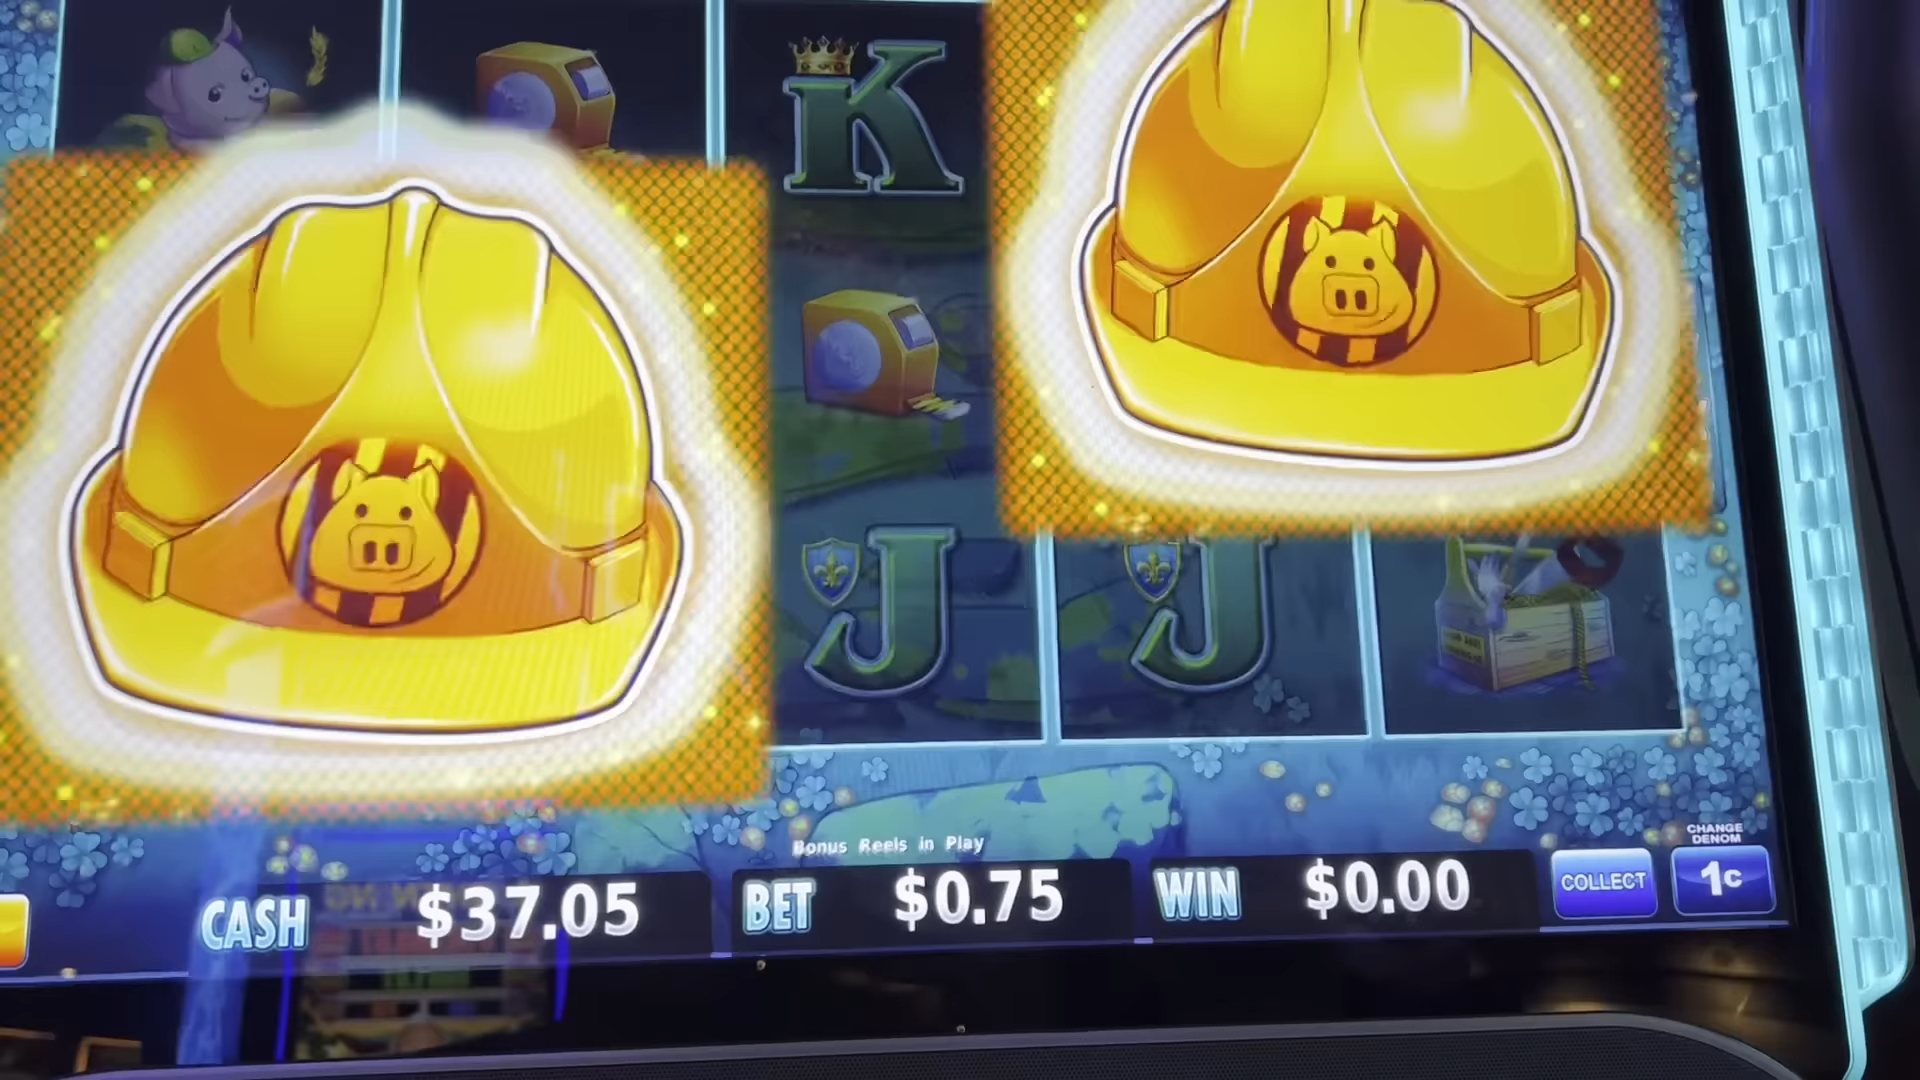 K
J
J
Bonus Reels in Play
CASH $37.05
BET $0.75
WIN $0.00
COLLECT
CHANGE
DENOM
1c